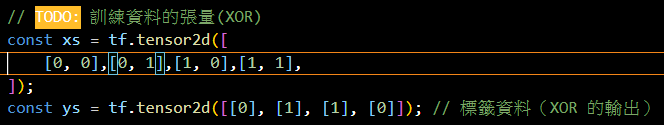 // TODO: 訓練資料的張量(XOR)
const xs = tf.tensor2d([
    [0, 0],[0, 1],[1, 0],[1, 1],
]);
const ys = tf.tensor2d([[0], [1], [1], [0]]); // 標籤資料（XOR 的輸出）